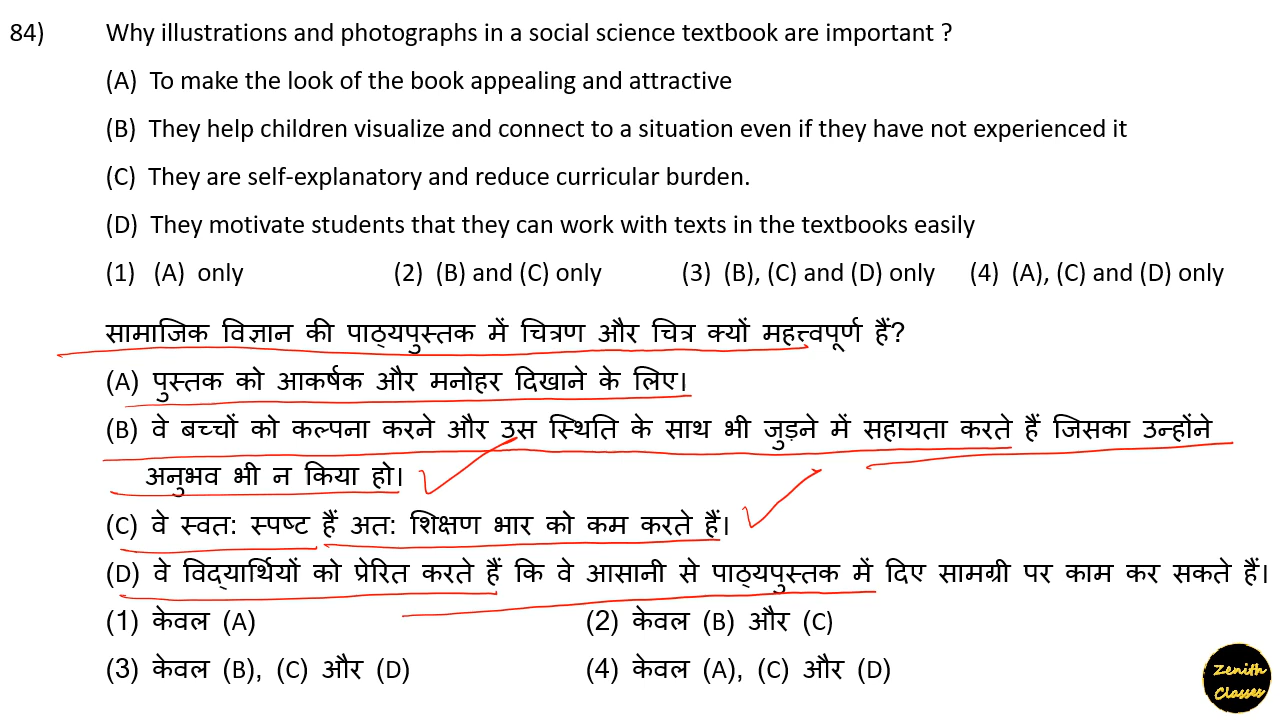 84) Why illustrations and photographs in a social science textbook are important ?
(A) To make the look of the book appealing and attractive
(B) They help children visualize and connect to a situation even if they have not experienced it
(C) They are self-explanatory and reduce curricular burden.
(D) They motivate students that they can work with texts in the textbooks easily
(1) (A) only (2) (B) and (C) only (3) (B), (C) and (D) only (4) (A), (C) and (D) only
सामाजिक विज्ञान की पाठ्यपुस्तक में चित्रण और चित्र क्यों महत्त्वपूर्ण हैं?
(A) पुस्तक को आकर्षक और मनोहर दिखाने के लिए।
(B) वे बच्चों को कल्पना करने और उस स्थिति के साथ भी जुड़ने में सहायता करते हैं जिसका उन्होंने
अनुभव भी न किया हो।
(C) वे स्वत: स्पष्ट हैं अत: शिक्षण भार को कम करते हैं।
(D) वे विद्यार्थियों को प्रेरित करते हैं कि वे आसानी से पाठ्यपुस्तक में दिए सामग्री पर काम कर सकते हैं।
(1) केवल (A) (2) केवल (B) और (C)
(3) केवल (B), (C) और (D) (4) केवल (A), (C) और (D)
Zenith
Classes